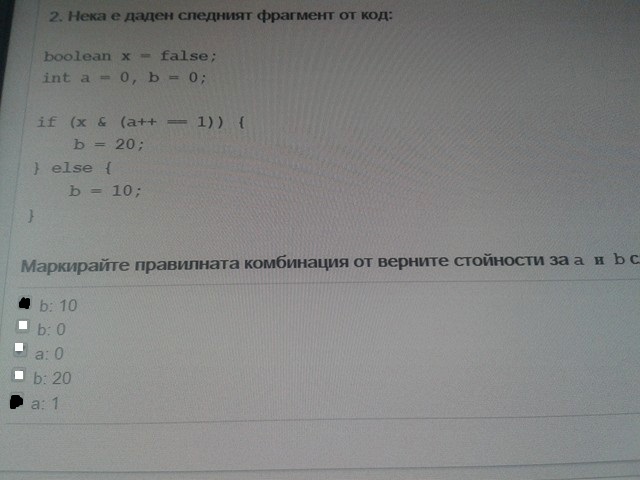 2. Нека е даден следният фрагмент от код:
boolean x = false;
int a = 0, b = 0;
if (x & (a++ == 1)) {
b = 20;
} else {
b = 10;
}
Маркирайте правилната комбинация от верните стойности за a и b
b: 10
b: 0
a: 0
b: 20
a: 1